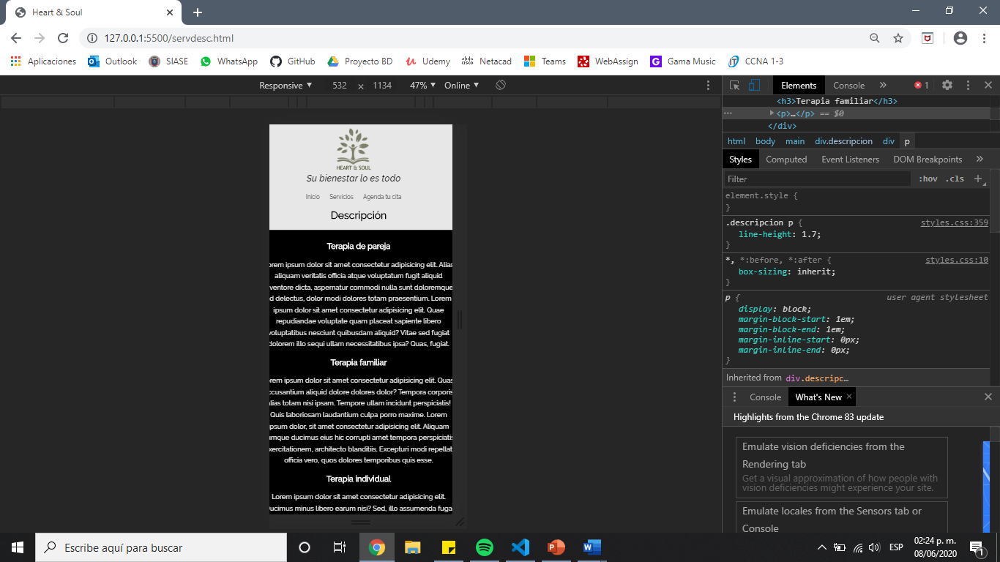 Heart & Soul
127.0.0.1:5500/servdesc.html
Aplicaciones Outlook SIASE WhatsApp GitHub Proyecto BD Udemy Netacad Teams WebAssign Gama Music CCNA 1-3
Responsive 532 × 1134 47% Online
HEART & SOUL
Su bienestar lo es todo
Inicio Servicios Agenda tu cita
Descripción
Terapia de pareja
ipsum dolor sit amet consectetur adipisicing elit. Alias
aliquam veritatis officia atque voluptatum fugit aliquid
dicta, aspernatur commodi nulla sunt doloremque
delectus, dolor modi dolores totam praesentium. Lorem
ipsum dolor sit amet consectetur adipisicing elit. Quae
repudiandae voluptate quam placeat sapiente libero
voluptatibus nesciunt quibusdam aliquid? Vitae sed fugiat
dolorem illo sequi ullam necessitatibus ipsa? Quas, fugiat.
Terapia familiar
ipsum dolor sit amet consectetur adipisicing elit. Quas
aliquid dolore dolores dolor? Tempora corporis
alias totam nisi ipsam. Tempore ullam incidunt perspiciatis!
Quis laboriosam laudantium culpa porro maxime. Lorem
ipsum dolor, sit amet consectetur adipisicing elit. Aliquam
ducimus eius hic corrupti amet tempora perspiciatis
architecto blanditiis. Excepturi modi repellat
officia vero, quos dolores temporibus quis esse.
Terapia individual
Lorem ipsum dolor sit amet consectetur adipisicing elit.
minus libero earum nisi? Sed, illo assumenda fuga
Elements Console » 1
<h3>Terapia familiar</h3>
<p>…</p> == $0
</div>
html body main div.descripcion div p
Styles Computed Event Listeners DOM Breakpoints »
Filter :hov .cls +
element.style {
}
.descripcion p { styles.css:359
line-height: 1.7;
}
*, *:before, *:after { styles.css:10
box-sizing: inherit;
}
p { user agent stylesheet
display: block;
margin-block-start: 1em;
margin-block-end: 1em;
margin-inline-start: 0px;
margin-inline-end: 0px;
}
Inherited from div.descripc…
Console What's New
Highlights from the Chrome 83 update
Emulate vision deficiencies from the
Rendering tab
Get a visual approximation of how people with
vision deficiencies might experience your site.
Emulate locales from the Sensors tab or
Console
Escribe aquí para buscar
ESP
02:24 p. m.
08/06/2020
1